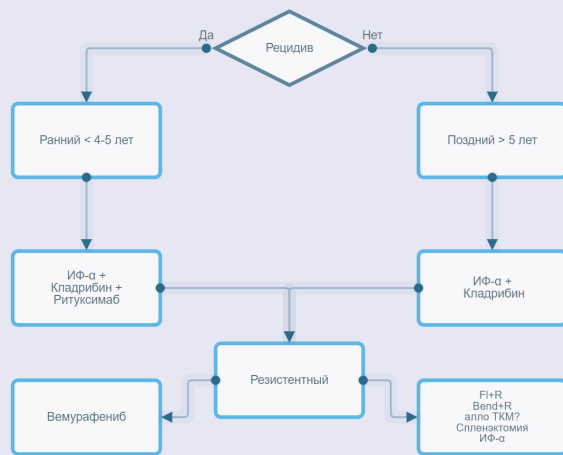 Да
Рецидив
Нет
Ранний < 4-5 лет
Поздний > 5 лет
ИФ-α +
Кладрибин +
Ритуксимаб
ИФ-α +
Кладрибин
Резистентный
Вемурафениб
Fl+R
Bend+R
алло ТКМ?
Спленэктомия
ИФ-α